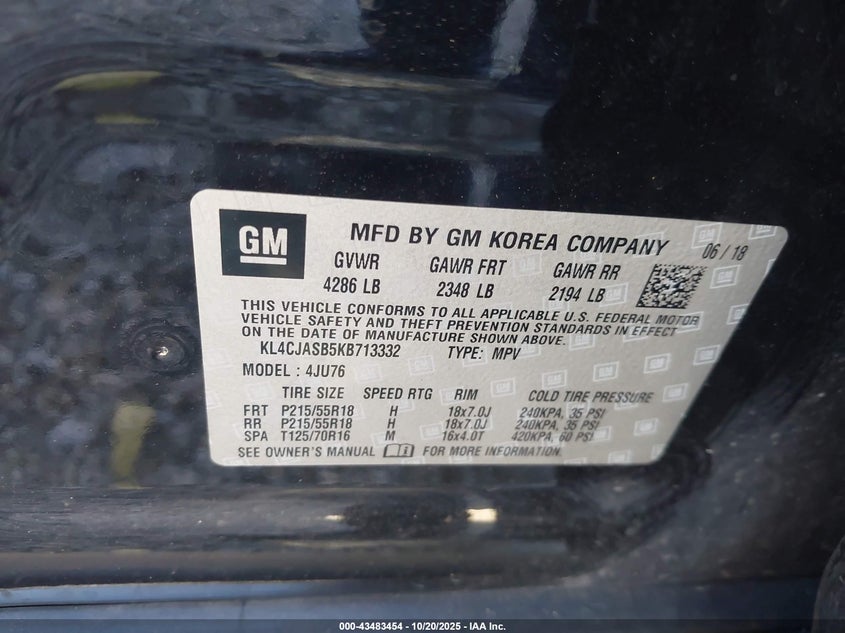 GM
MFD BY GM KOREA COMPANY 06 / 18
GVWR GAWR FRT GAWR RR
4286 LB 2348 LB 2194 LB
THIS VEHICLE CONFORMS TO ALL APPLICABLE U.S. FEDERAL MOTOR
VEHICLE SAFETY AND THEFT PREVENTION STANDARDS IN EFFECT
ON THE DATE OF MANUFACTURE SHOWN ABOVE.
KL4CJASB5KB713332 TYPE: MPV
MODEL : 4JU76
TIRE SIZE SPEED RTG RIM COLD TIRE PRESSURE
FRT P215/55R18 H 18x7.0J 240KPA, 35 PSI
RR P215/55R18 H 18x7.0J 240KPA, 35 PSI
SPA T125/70R16 M 16x4.0T 420KPA, 60 PSI
SEE OWNER'S MANUAL FOR MORE INFORMATION.
000-43483454 | 10/20/2025 | IAA Inc.